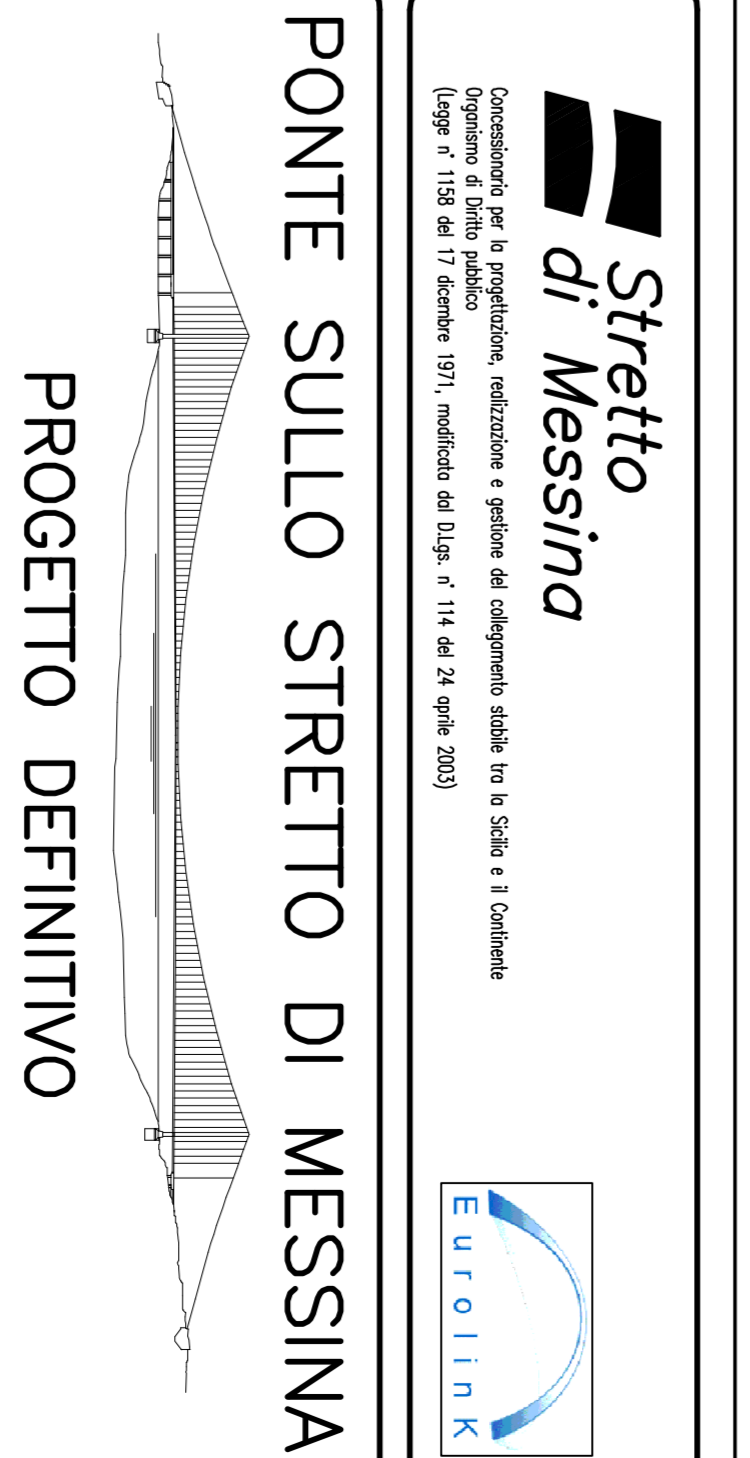 Stretto
di Messina
Concessionaria per la progettazione, realizzazione e gestione del collegamento stabile tra la Sicilia e il Continente
Organismo di Diritto pubblico
(Legge n° 1158 del 17 dicembre 1971, modificata dal D.Lgs. n° 114 del 24 aprile 2003)
EurolinK
PONTE SULLO STRETTO DI MESSINA
PROGETTO DEFINITIVO